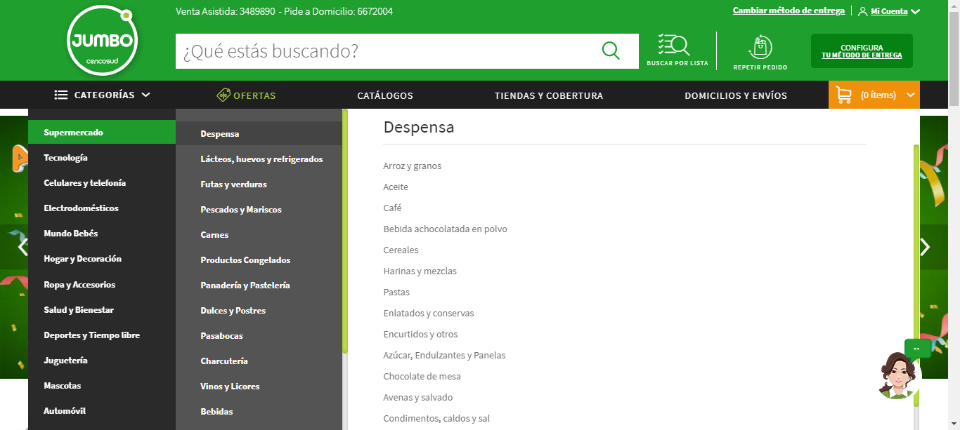 Venta Asistida: 3489890 - Pide a Domicilio: 6672004
Cambiar método de entrega
Mi Cuenta
JUMBO
cencosud
¿Qué estás buscando?
BUSCAR POR LISTA
REPETIR PEDIDO
CONFIGURA
TU MÉTODO DE ENTREGA
CATEGORÍAS
OFERTAS
CATÁLOGOS
TIENDAS Y COBERTURA
DOMICILIOS Y ENVÍOS
(0 ítems)
Supermercado
Tecnología
Celulares y telefonía
Electrodomésticos
Mundo Bebés
Hogar y Decoración
Ropa y Accesorios
Salud y Bienestar
Deportes y Tiempo libre
Juguetería
Mascotas
Automóvil
Despensa
Lácteos, huevos y refrigerados
Futas y verduras
Pescados y Mariscos
Carnes
Productos Congelados
Panadería y Pastelería
Dulces y Postres
Pasabocas
Charcutería
Vinos y Licores
Bebidas
Despensa
Arroz y granos
Aceite
Café
Bebida achocolatada en polvo
Cereales
Harinas y mezclas
Pastas
Enlatados y conservas
Encurtidos y otros
Azúcar, Endulzantes y Panelas
Chocolate de mesa
Avenas y salvado
Condimentos, caldos y sal